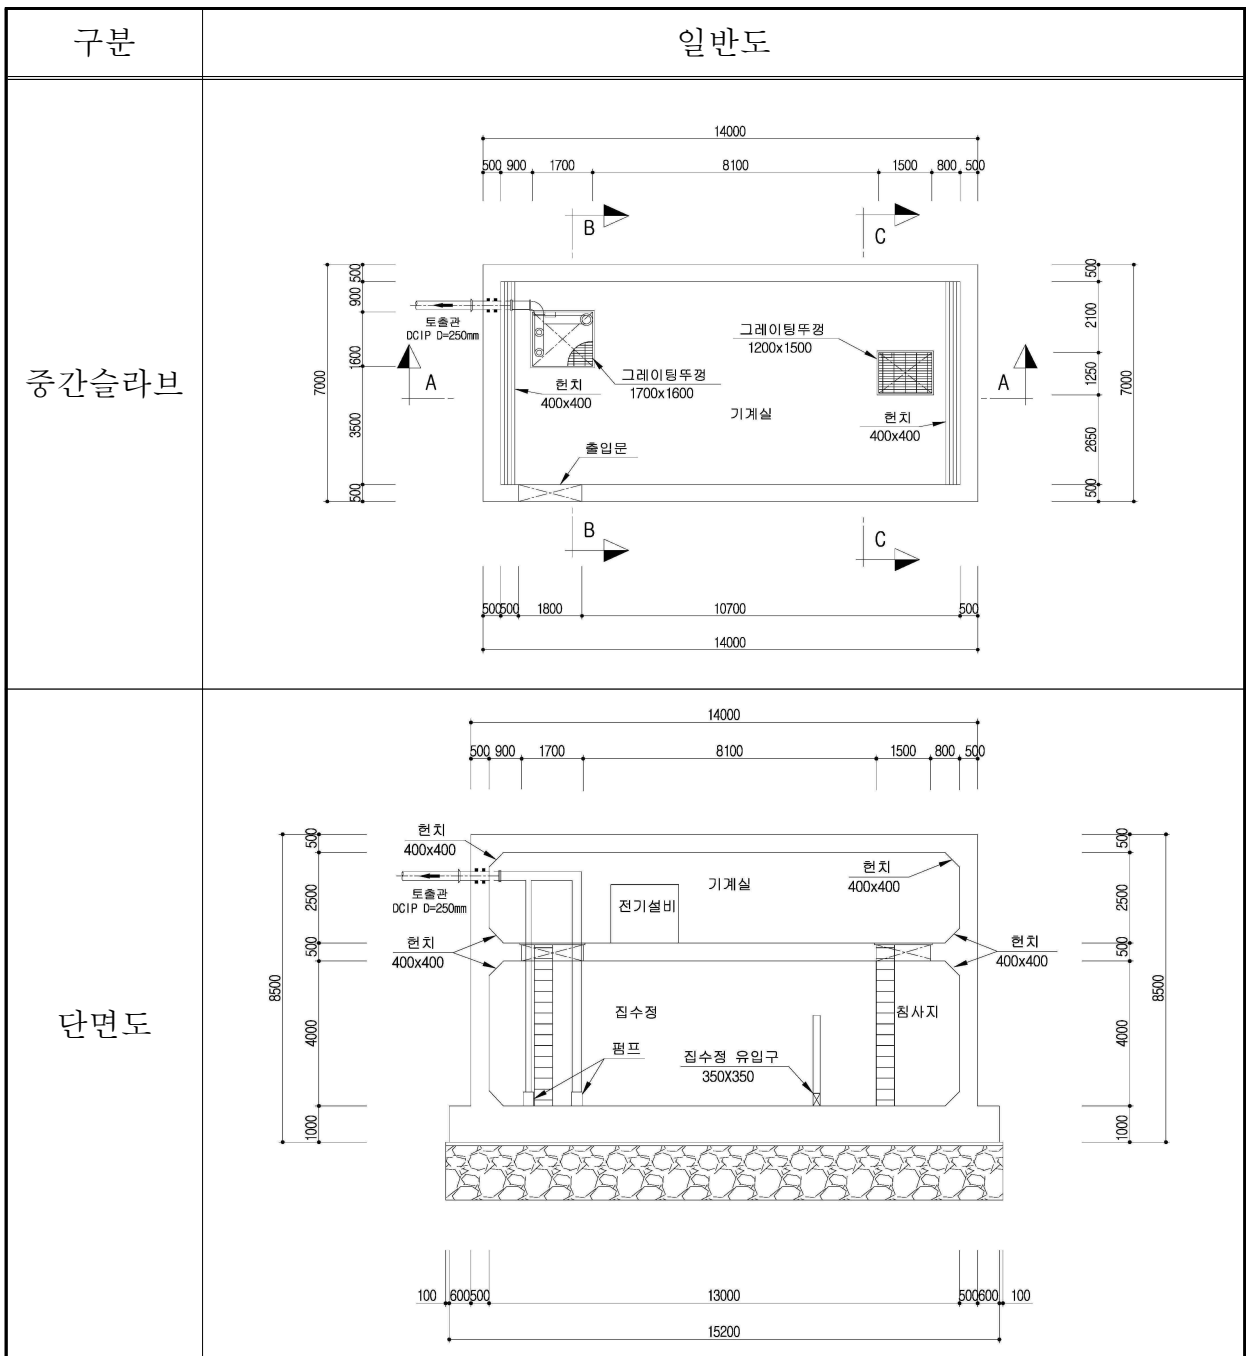 구분
일반도
중간슬라브
14000
500 900 1700 8100 1500 800 500
B
C
500
900
1600
3500
500
7000
500
2100
1250
2650
500
7000
토출관
DCIP D=250mm
A
A
헌치
400x400
그레이팅뚜껑
1700x1600
그레이팅뚜껑
1200x1500
기계실
헌치
400x400
출입문
B
C
500 500 1800 10700 500
14000
단면도
14000
500 900 1700 8100 1500 800 500
500
2500
500
4000
1000
8500
500
2500
500
4000
1000
8500
헌치
400x400
토출관
DCIP D=250mm
헌치
400x400
기계실
전기설비
헌치
400x400
헌치
400x400
집수정
펌프
집수정 유입구
350X350
침사지
100 600 500 13000 500 600 100
15200